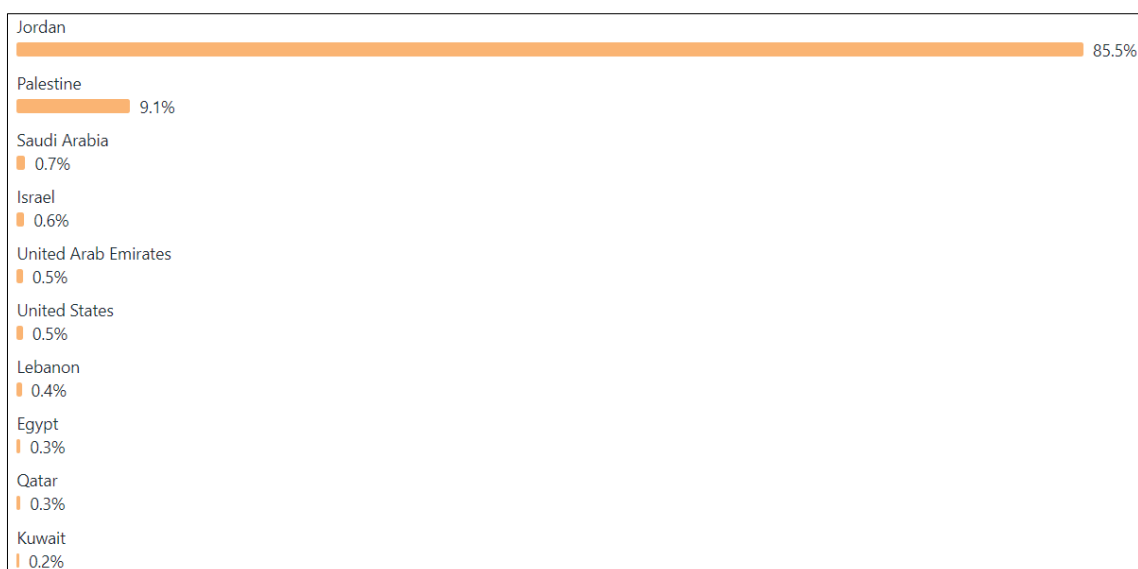 Jordan
85.5%
Palestine
9.1%
Saudi Arabia
0.7%
Israel
0.6%
United Arab Emirates
0.5%
United States
0.5%
Lebanon
0.4%
Egypt
0.3%
Qatar
0.3%
Kuwait
0.2%